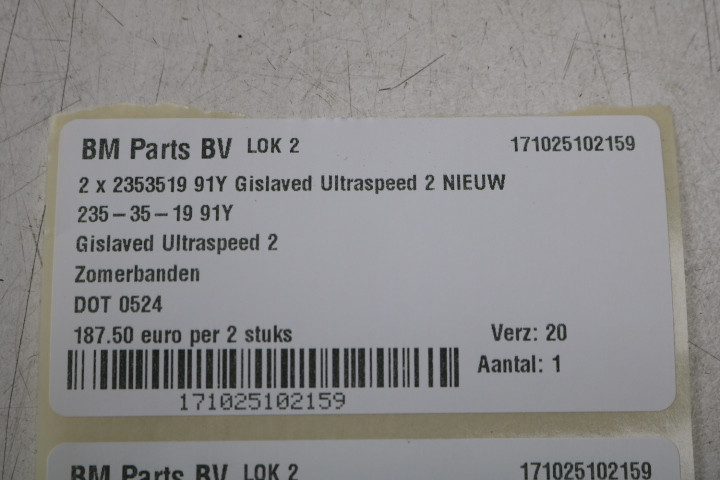 BM Parts BV LOK 2 171025102159
2 x 2353519 91Y Gislaved Ultraspeed 2 NIEUW
235-35-19 91Y
Gislaved Ultraspeed 2
Zomerbanden
DOT 0524
187.50 euro per 2 stuks Verz: 20
Aantal: 1
171025102159
BM Parts BV LOK 2 171025102159